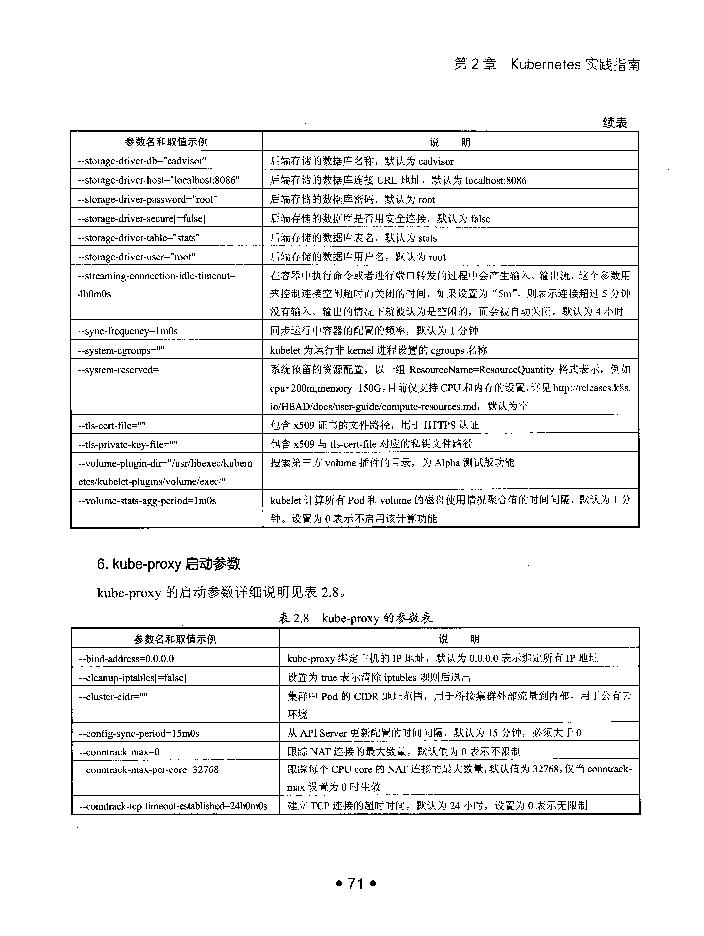 第 2 章 Kubernetes 实践指南
续表
参数名和取值示例 说 明
--storage-driver-db="cadvisor" 后端存储的数据库名称，默认为 cadvisor
--storage-driver-host="localhost:8086" 后端存储的数据库连接 URL 地址，默认为 localhost:8086
--storage-driver-password="root" 后端存储的数据库密码，默认为 root
--storage-driver-secure[=false] 后端存储的数据库是否用安全连接，默认为 false
--storage-driver-table="stats" 后端存储的数据库表名，默认为 stats
--storage-driver-user="root" 后端存储的数据库用户名，默认为 root
--streaming-connection-idle-timeout= 在容器中执行命令或者进行端口转发的过程中会产生输入、输出流，这个参数用
4h0m0s 来控制连接空闲超时而关闭的时间，如果设置为 "5m"，则表示连接超过 5 分钟
没有输入、输出的情况下就被认为是空闲的，而会被自动关闭，默认为 4 小时
--sync-frequency=1m0s 同步运行中容器的配置的频率，默认为 1 分钟
--system-cgroups="" kubelet 为运行非 kernel 进程设置的 cgroups 名称
--system-reserved= 系统预留的资源配置，以一组 ResourceName=ResourceQuantity 格式表示，例如
cpu=200m,memory=150G，目前仅支持 CPU 和内存的设置，详见 http://releases.k8s.
io/HEAD/docs/user-guide/compute-resources.md，默认为空
--tls-cert-file="" 包含 x509 证书的文件路径，用于 HTTPS 认证
--tls-private-key-file="" 包含 x509 与 tls-cert-file 对应的私钥文件路径
--volume-plugin-dir="/usr/libexec/kubern 搜索第三方 volume 插件的目录，为 Alpha 测试版功能
etes/kubelet-plugins/volume/exec/"
--volume-stats-agg-period=1m0s kubelet 计算所有 Pod 和 volume 的磁盘使用情况聚合值的时间间隔，默认为 1 分
钟。设置为 0 表示不启用该计算功能
6. kube-proxy 启动参数
kube-proxy 的启动参数详细说明见表 2.8。
表 2.8 kube-proxy 的参数表
参数名和取值示例 说 明
--bind-address=0.0.0.0 kube-proxy 绑定主机的 IP 地址，默认为 0.0.0.0 表示绑定所有 IP 地址
--cleanup-iptables[=false] 设置为 true 表示清除 iptables 规则后退出
--cluster-cidr="" 集群中 Pod 的 CIDR 地址范围，用于桥接集群外部流量到内部。用于公有云
环境
--config-sync-period=15m0s 从 API Server 更新配置的时间间隔，默认为 15 分钟，必须大于 0
--conntrack-max=0 跟踪 NAT 连接的最大数量，默认值为 0 表示不限制
--conntrack-max-per-core=32768 跟踪每个 CPU core 的 NAT 连接的最大数量，默认值为 32768，仅当 conntrack-
max 设置为 0 时生效
--conntrack-tcp-timeout-established=24h0m0s 建立 TCP 连接的超时时间，默认为 24 小时，设置为 0 表示无限制
• 71 •